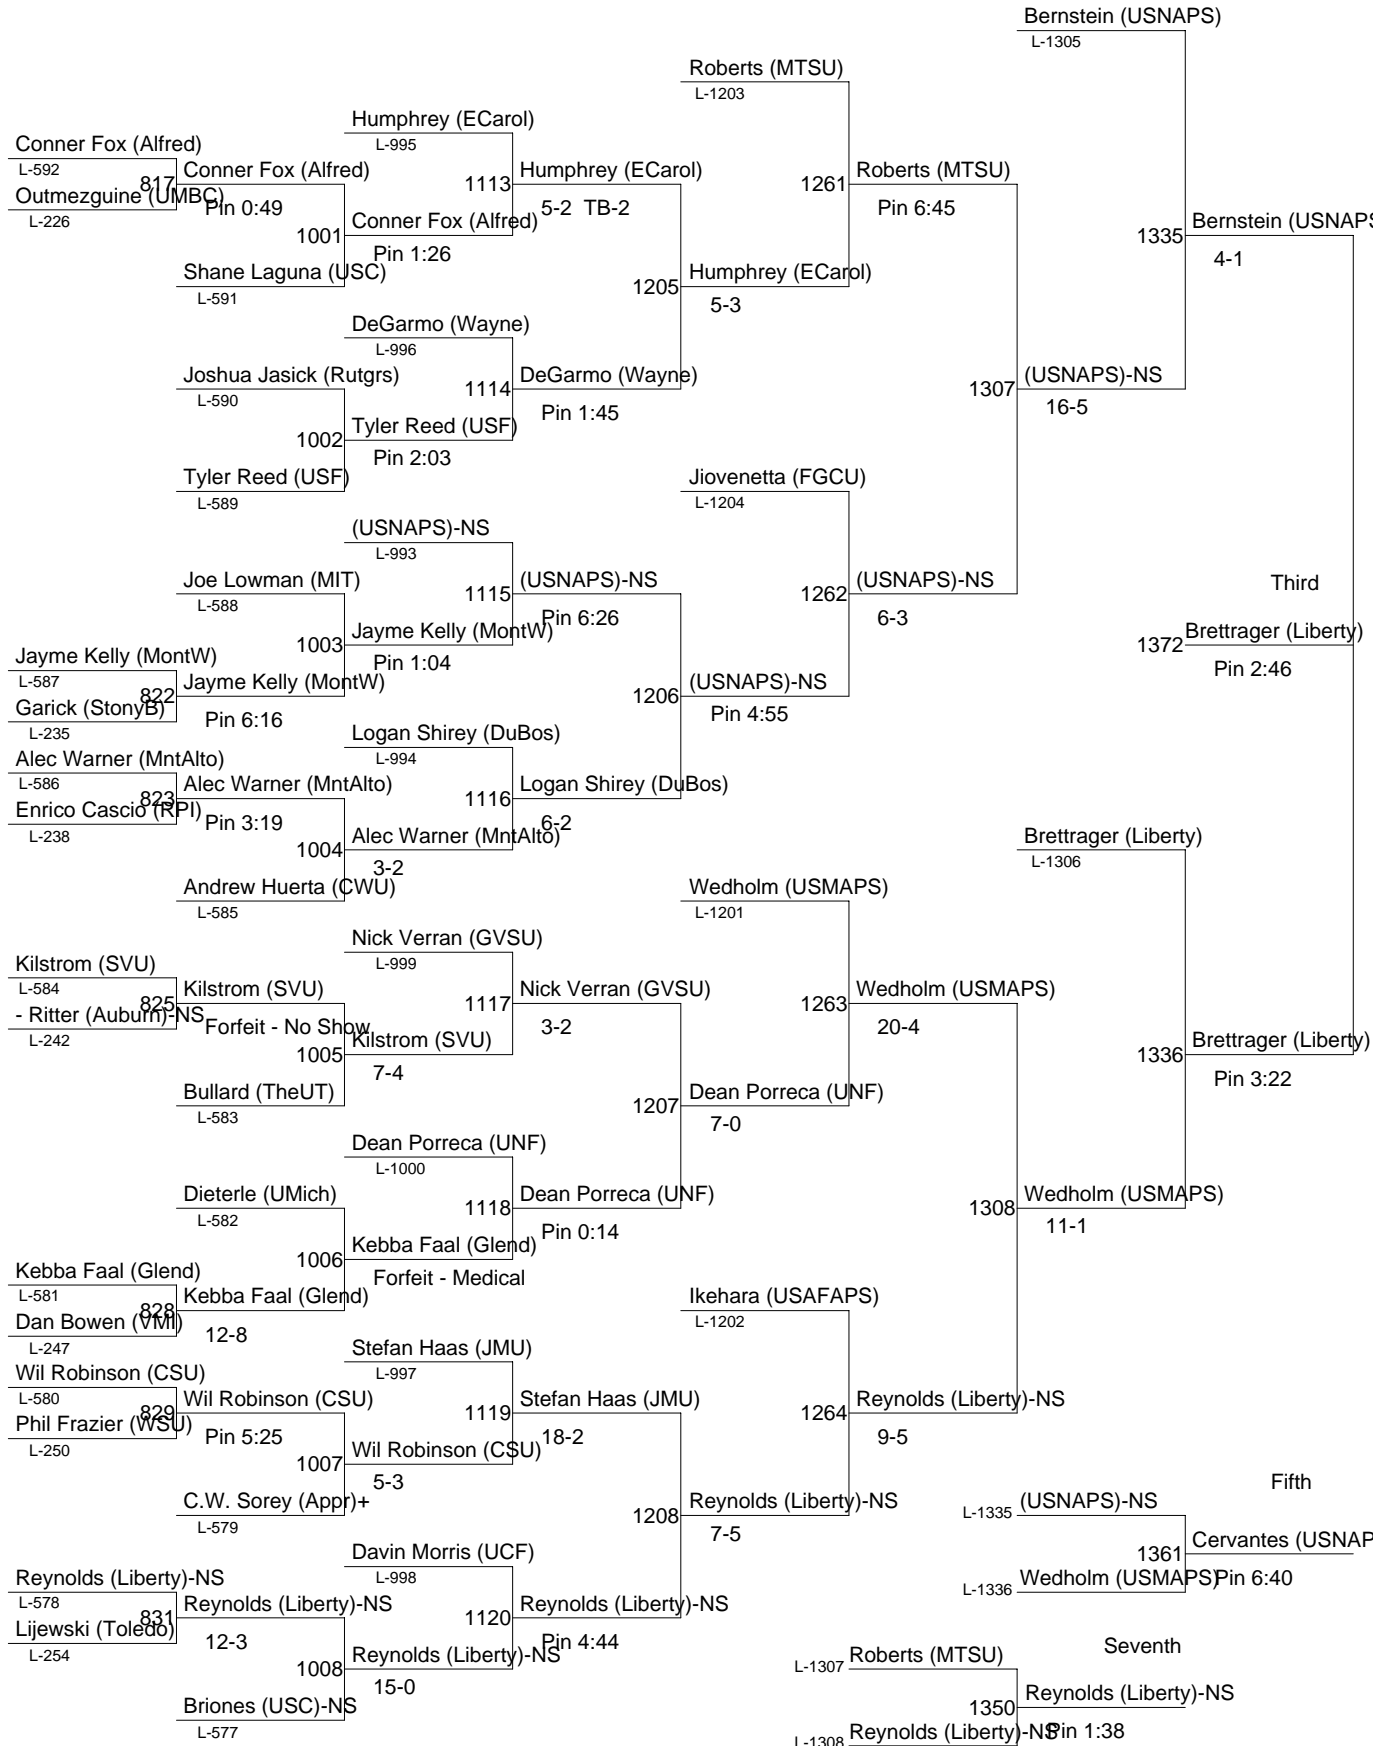 Bernstein (USNAPS)
L-1305
Roberts (MTSU)
L-1203
Humphrey (ECarol)
L-995
Conner Fox (Alfred)
L-592
817
Conner Fox (Alfred)
Pin 0:49
Outmezguine (UMBC)
L-226
1113
Humphrey (ECarol)
5-2 TB-2
1261
Roberts (MTSU)
Pin 6:45
1001
Conner Fox (Alfred)
Pin 1:26
1335
Bernstein (USNAPS
4-1
Shane Laguna (USC)
L-591
1205
Humphrey (ECarol)
5-3
DeGarmo (Wayne)
L-996
Joshua Jasick (Rutgrs)
L-590
1114
DeGarmo (Wayne)
Pin 1:45
1307
(USNAPS)-NS
16-5
1002
Tyler Reed (USF)
Pin 2:03
Tyler Reed (USF)
L-589
Jiovenetta (FGCU)
L-1204
(USNAPS)-NS
L-993
Joe Lowman (MIT)
L-588
1115
(USNAPS)-NS
Pin 6:26
1262
(USNAPS)-NS
6-3
Third
1003
Jayme Kelly (MontW)
Pin 1:04
1372
Brettrager (Liberty)
Pin 2:46
Jayme Kelly (MontW)
L-587
822
Jayme Kelly (MontW)
Pin 6:16
Garick (StonyB)
L-235
1206
(USNAPS)-NS
Pin 4:55
Logan Shirey (DuBos)
L-994
Alec Warner (MntAlto)
L-586
823
Alec Warner (MntAlto)
Pin 3:19
Enrico Cascio (RPI)
L-238
1116
Logan Shirey (DuBos)
6-2
1004
Alec Warner (MntAlto)
3-2
Brettrager (Liberty)
L-1306
Andrew Huerta (CWU)
L-585
Wedholm (USMAPS)
L-1201
Nick Verran (GVSU)
L-999
Kilstrom (SVU)
L-584
825
Kilstrom (SVU)
Forfeit - No Show
- Ritter (Auburn)-NS
L-242
1117
Nick Verran (GVSU)
3-2
1263
Wedholm (USMAPS)
20-4
1005
Kilstrom (SVU)
7-4
1336
Brettrager (Liberty)
Pin 3:22
Bullard (TheUT)
L-583
1207
Dean Porreca (UNF)
7-0
Dean Porreca (UNF)
L-1000
Dieterle (UMich)
L-582
1118
Dean Porreca (UNF)
Pin 0:14
1308
Wedholm (USMAPS)
11-1
1006
Kebba Faal (Glend)
Forfeit - Medical
Kebba Faal (Glend)
L-581
828
Kebba Faal (Glend)
12-8
Dan Bowen (VMI)
L-247
Ikehara (USAFAPS)
L-1202
Stefan Haas (JMU)
L-997
Wil Robinson (CSU)
L-580
829
Wil Robinson (CSU)
Pin 5:25
Phil Frazier (WSU)
L-250
1119
Stefan Haas (JMU)
18-2
1264
Reynolds (Liberty)-NS
9-5
1007
Wil Robinson (CSU)
5-3
Fifth
C.W. Sorey (Appr)+
L-579
1208
Reynolds (Liberty)-NS
7-5
L-1335
(USNAPS)-NS
1361
Cervantes (USNAP
Pin 6:40
L-1336
Wedholm (USMAPS)
Davin Morris (UCF)
L-998
Reynolds (Liberty)-NS
L-578
831
Reynolds (Liberty)-NS
12-3
Lijewski (Toledo)
L-254
1120
Reynolds (Liberty)-NS
Pin 4:44
1008
Reynolds (Liberty)-NS
15-0
Briones (USC)-NS
L-577
Seventh
L-1307
Roberts (MTSU)
1350
Reynolds (Liberty)-NS
Pin 1:38
L-1308
Reynolds (Liberty)-NS